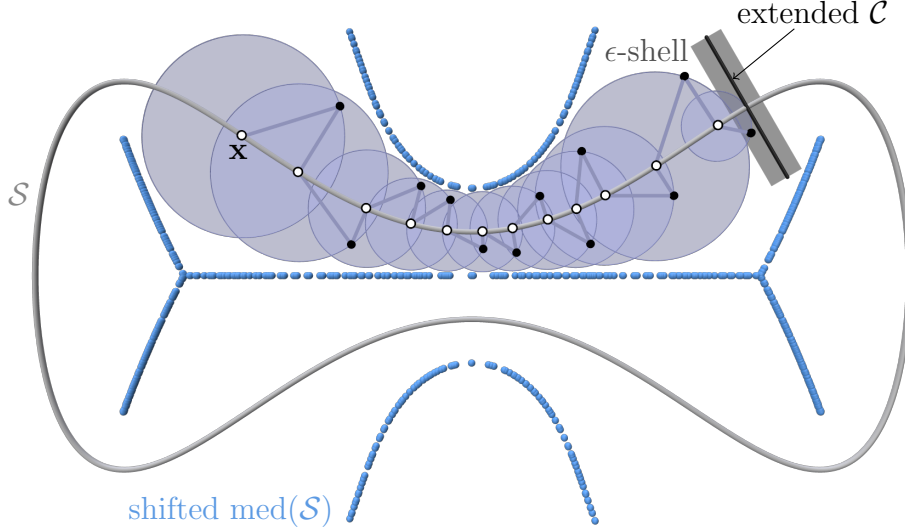 extended 𝒞
ϵ-shell
x
𝒮
shifted med(𝒮)